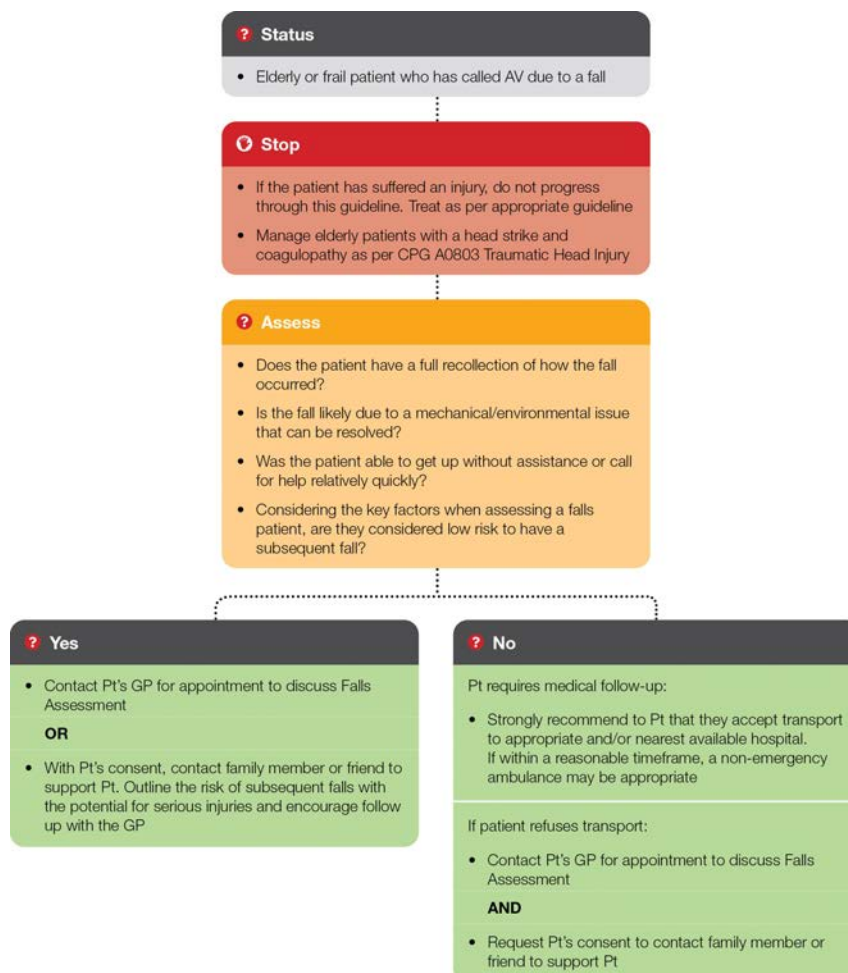 Status
• Elderly or frail patient who has called AV due to a fall
Stop
• If the patient has suffered an injury, do not progress
through this guideline. Treat as per appropriate guideline
• Manage elderly patients with a head strike and
coagulopathy as per CPG A0803 Traumatic Head Injury
Assess
• Does the patient have a full recollection of how the fall
occurred?
• Is the fall likely due to a mechanical/environmental issue
that can be resolved?
• Was the patient able to get up without assistance or call
for help relatively quickly?
• Considering the key factors when assessing a falls
patient, are they considered low risk to have a
subsequent fall?
Yes
• Contact Pt's GP for appointment to discuss Falls
Assessment
OR
• With Pt's consent, contact family member or friend to
support Pt. Outline the risk of subsequent falls with
the potential for serious injuries and encourage follow
up with the GP
No
Pt requires medical follow-up:
• Strongly recommend to Pt that they accept transport
to appropriate and/or nearest available hospital.
If within a reasonable timeframe, a non-emergency
ambulance may be appropriate
If patient refuses transport:
• Contact Pt's GP for appointment to discuss Falls
Assessment
AND
• Request Pt's consent to contact family member or
friend to support Pt